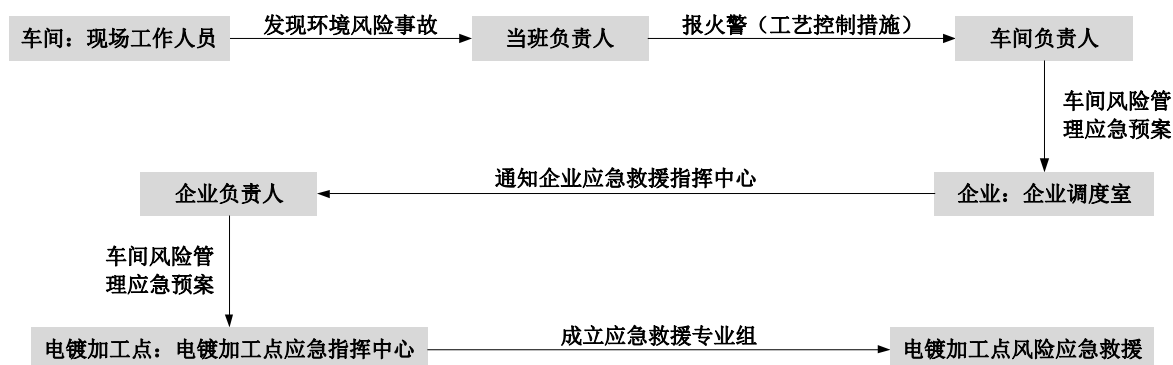 车间：现场工作人员
发现环境风险事故
当班负责人
报火警（工艺控制措施）
车间负责人
车间风险管
理应急预案
企业：企业调度室
通知企业应急救援指挥中心
企业负责人
车间风险管
理应急预案
电镀加工点：电镀加工点应急指挥中心
成立应急救援专业组
电镀加工点风险应急救援